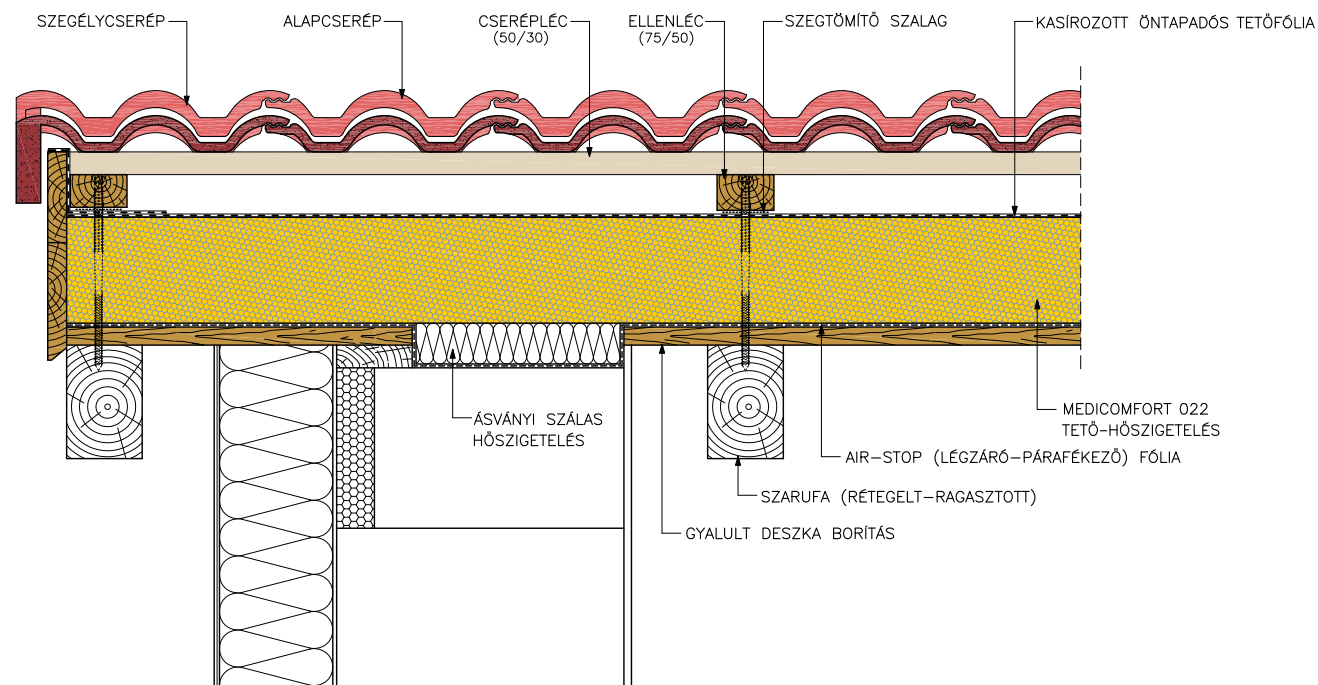 SZEGÉLYCSERÉP
ALAPCSERÉP
CSERÉPLÉC
(50/30)
ELLENLÉC
(75/50)
SZEGTÖMÍTŐ SZALAG
KASÍROZOTT ÖNTAPADÓS TETŐFÓLIA
ÁSVÁNYI SZÁLAS
HŐSZIGETELÉS
MEDICOMFORT 022
TETŐ-HŐSZIGETELÉS
AIR-STOP (LÉGZÁRÓ-PÁRAFÉKEZŐ) FÓLIA
SZARUFA (RÉTEGELT-RAGASZTOTT)
GYALULT DESZKA BORÍTÁS